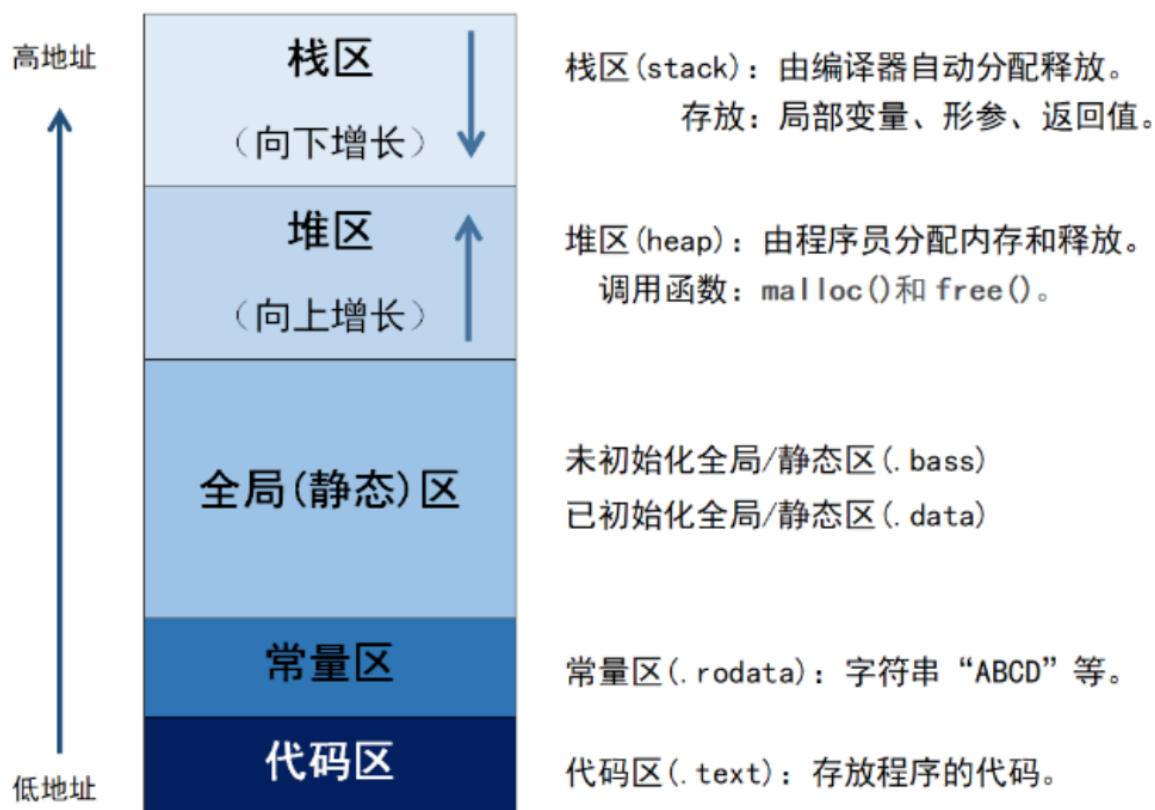 高地址
栈区
（向下增长）
栈区(stack)：由编译器自动分配释放。
存放：局部变量、形参、返回值。
堆区
（向上增长）
堆区(heap)：由程序员分配内存和释放。
调用函数：malloc()和 free()。
全局(静态)区
未初始化全局/静态区(.bass)
已初始化全局/静态区(.data)
常量区
常量区(.rodata)：字符串“ABCD”等。
代码区
代码区(.text)：存放程序的代码。
低地址